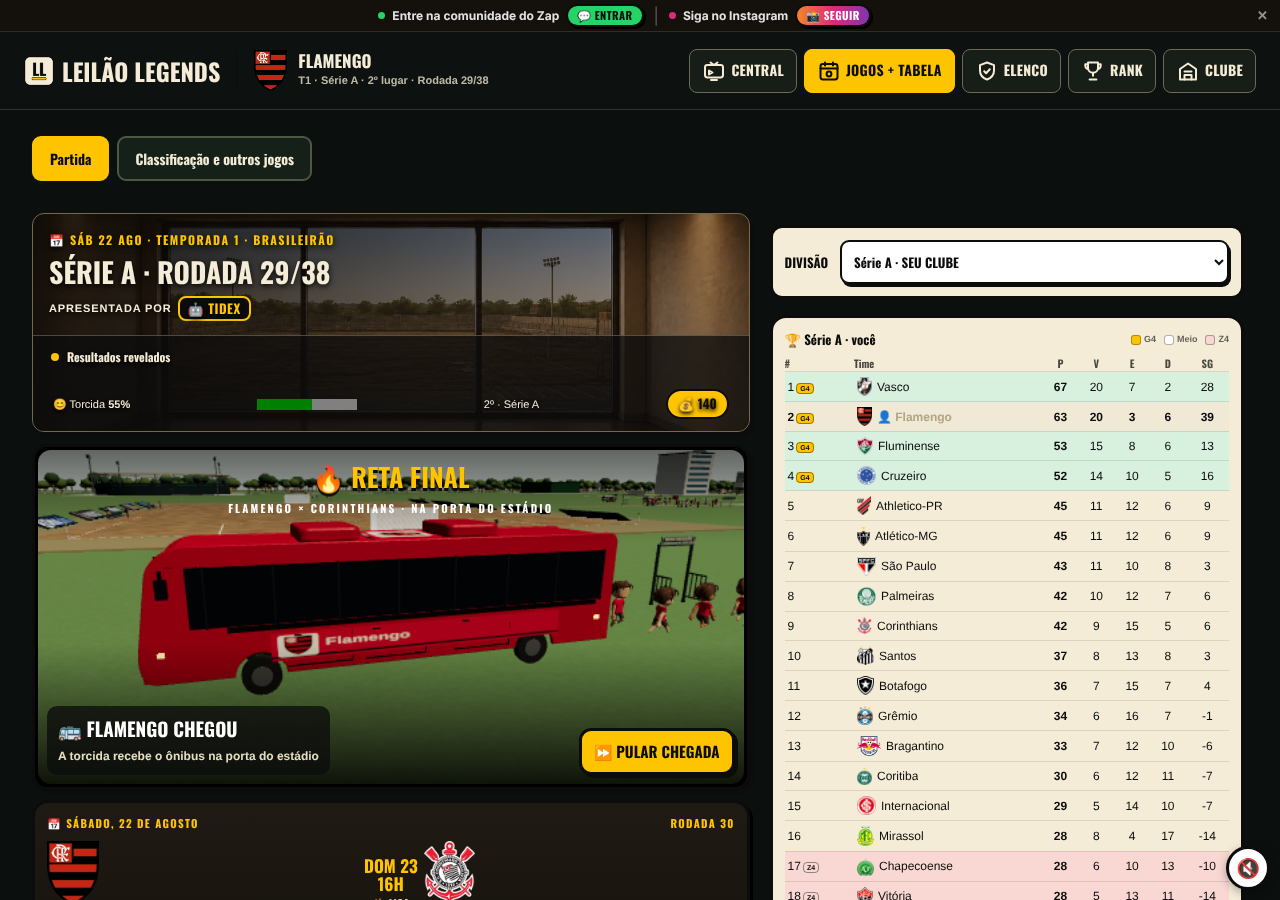 Entre na comunidade do Zap 💬 ENTRAR Siga no Instagram 📸 SEGUIR ✕
LL LEILÃO LEGENDS
FLAMENGO
T1 · Série A · 2º lugar · Rodada 29/38
CENTRAL JOGOS + TABELA ELENCO RANK CLUBE
Partida Classificação e outros jogos
📅 SÁB 22 AGO · TEMPORADA 1 · BRASILEIRÃO
SÉRIE A · RODADA 29/38
APRESENTADA POR 🤖 TIDEX
Resultados revelados
😊 Torcida 55% 2º · Série A 💰 140
🔥 RETA FINAL
FLAMENGO × CORINTHIANS · NA PORTA DO ESTÁDIO
Flamengo
🚌 FLAMENGO CHEGOU
A torcida recebe o ônibus na porta do estádio
⏩ PULAR CHEGADA
📅 SÁBADO, 22 DE AGOSTO RODADA 30
DOM 23
16H
DIVISÃO Série A · SEU CLUBE
🏆 Série A · você G4 Meio Z4
# Time P V E D SG
1 G4 Vasco 67 20 7 2 28
2 G4 👤 Flamengo 63 20 3 6 39
3 G4 Fluminense 53 15 8 6 13
4 G4 Cruzeiro 52 14 10 5 16
5 Athletico-PR 45 11 12 6 9
6 Atlético-MG 45 11 12 6 9
7 São Paulo 43 11 10 8 3
8 Palmeiras 42 10 12 7 6
9 Corinthians 42 9 15 5 6
10 Santos 37 8 13 8 3
11 Botafogo 36 7 15 7 4
12 Grêmio 34 6 16 7 -1
13 Bragantino 33 7 12 10 -6
14 Coritiba 30 6 12 11 -7
15 Internacional 29 5 14 10 -7
16 Mirassol 28 8 4 17 -14
17 Z4 Chapecoense 28 6 10 13 -10
18 Z4 Vitória 28 5 13 11 -14